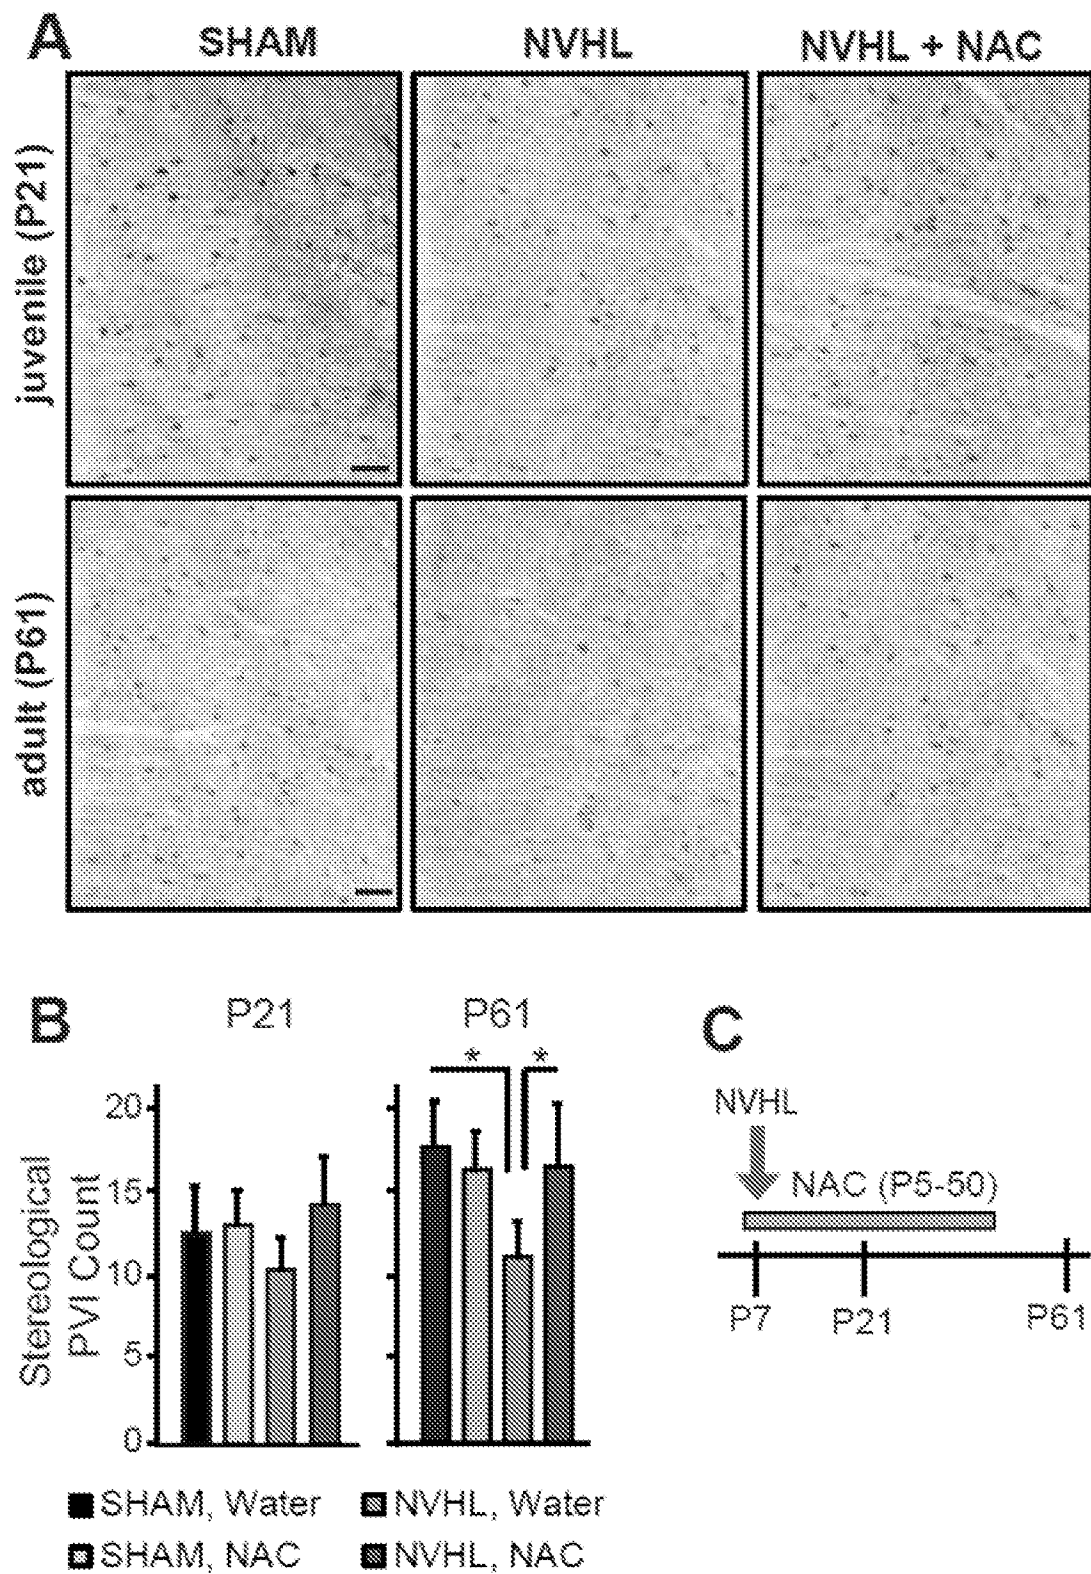 A
SHAM
NVHL
NVHL + NAC
juvenile (P21)
adult (P61)
B
P21
P61
* *
Stereological
PVI Count
20
15
10
5
0
SHAM, Water
NVHL, Water
SHAM, NAC
NVHL, NAC
C
NVHL
NAC (P5-50)
P7
P21
P61